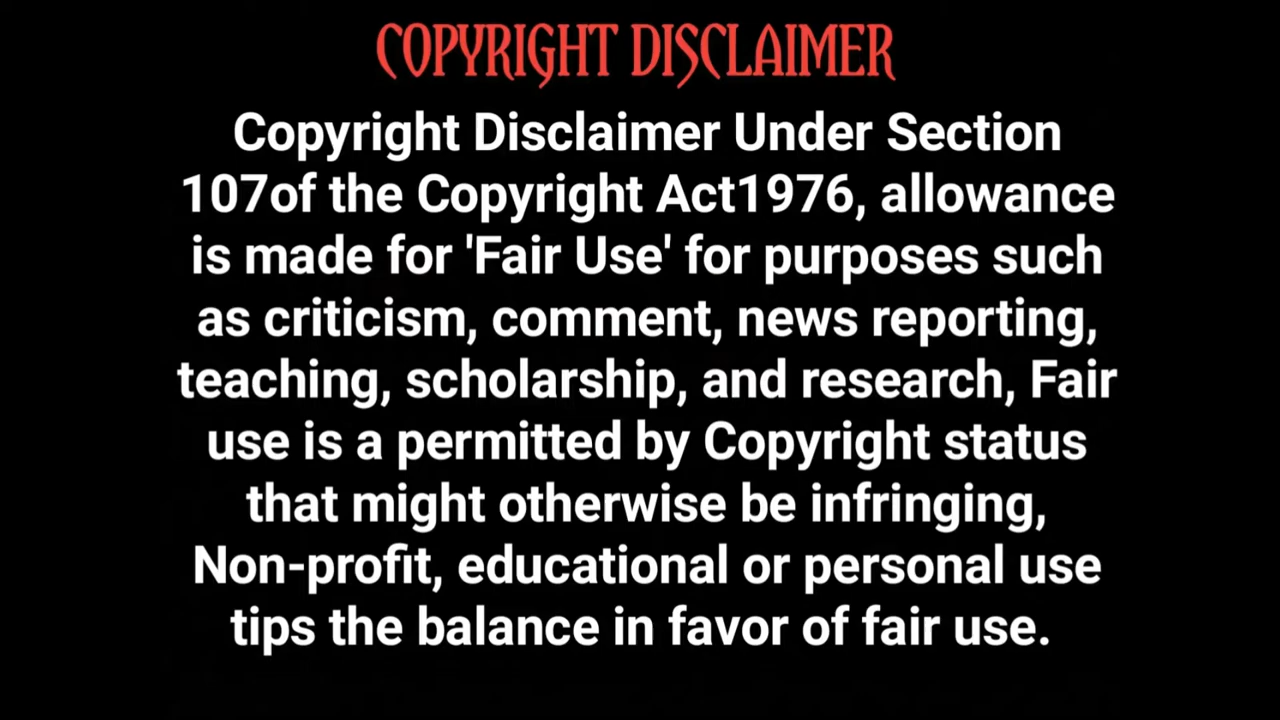 COPYRIGHT DISCLAIMER
Copyright Disclaimer Under Section
107of the Copyright Act1976, allowance
is made for 'Fair Use' for purposes such
as criticism, comment, news reporting,
teaching, scholarship, and research, Fair
use is a permitted by Copyright status
that might otherwise be infringing,
Non-profit, educational or personal use
tips the balance in favor of fair use.